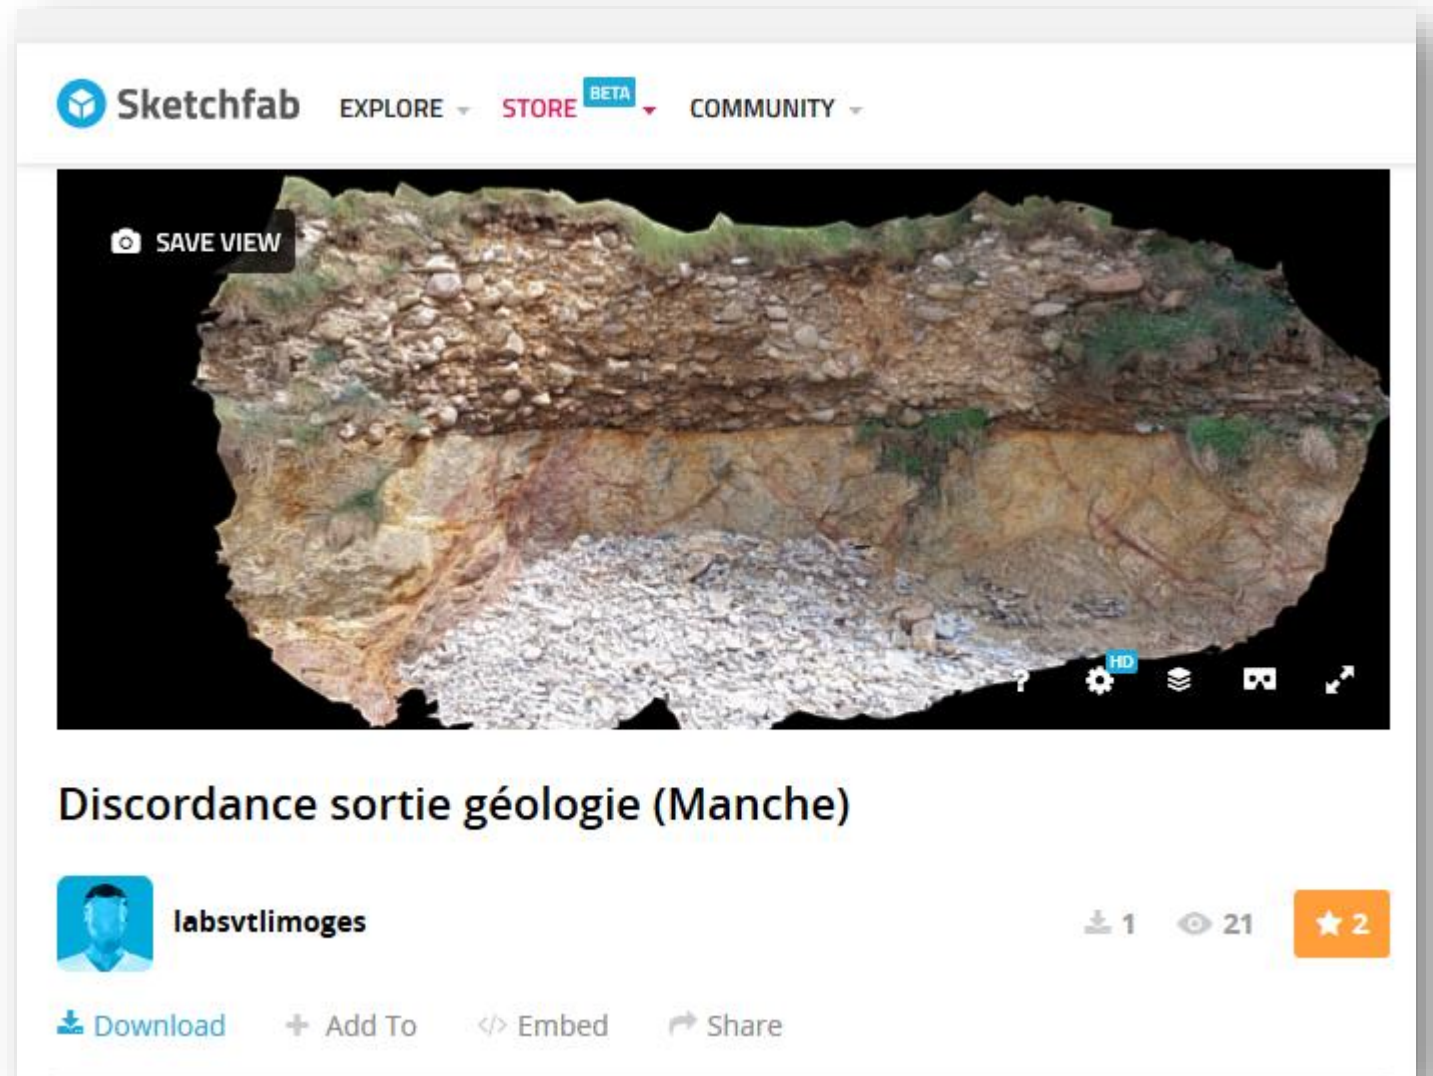 Sketchfab EXPLORE STORE BETA COMMUNITY
SAVE VIEW
? HD
Discordance sortie géologie (Manche)
labsvtlimoges 1 21 2
Download Add To </> Embed Share